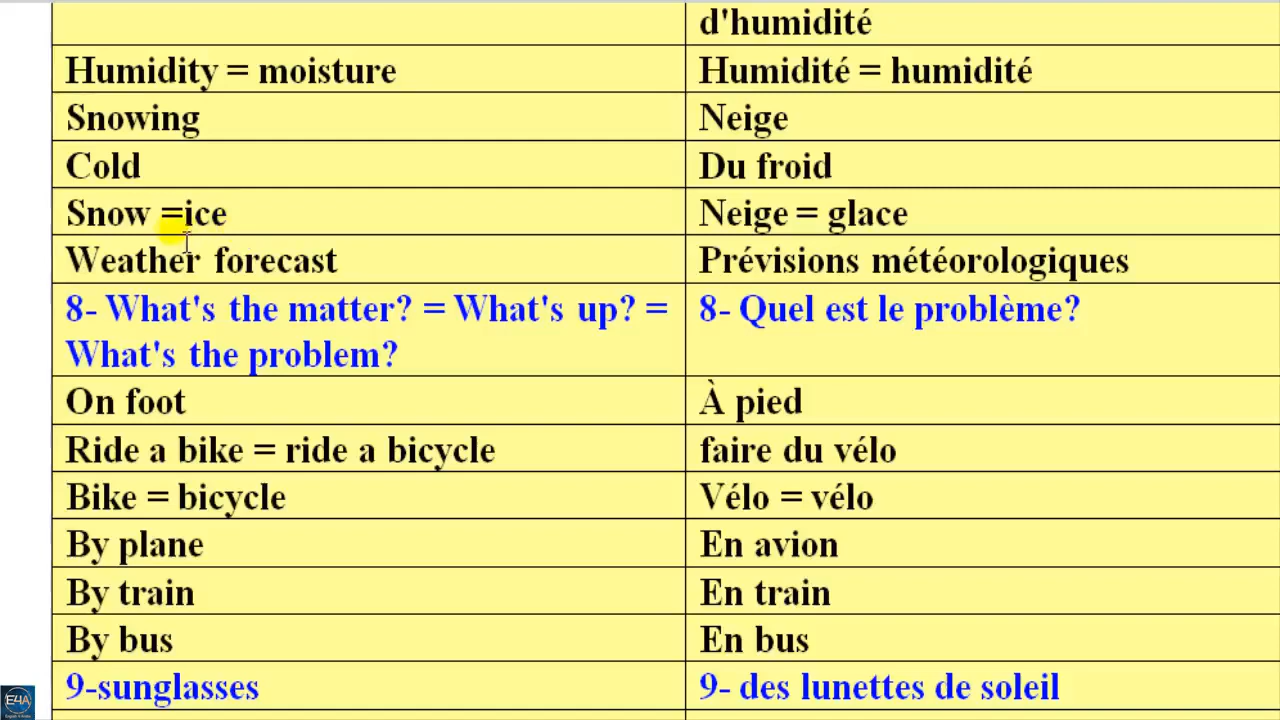 d'humidité
Humidity = moisture
Humidité = humidité
Snowing
Neige
Cold
Du froid
Snow =ice
Neige = glace
Weather forecast
Prévisions météorologiques
8- What's the matter? = What's up? =
What's the problem?
8- Quel est le problème?
On foot
À pied
Ride a bike = ride a bicycle
faire du vélo
Bike = bicycle
Vélo = vélo
By plane
En avion
By train
En train
By bus
En bus
9-sunglasses
9- des lunettes de soleil
E4A